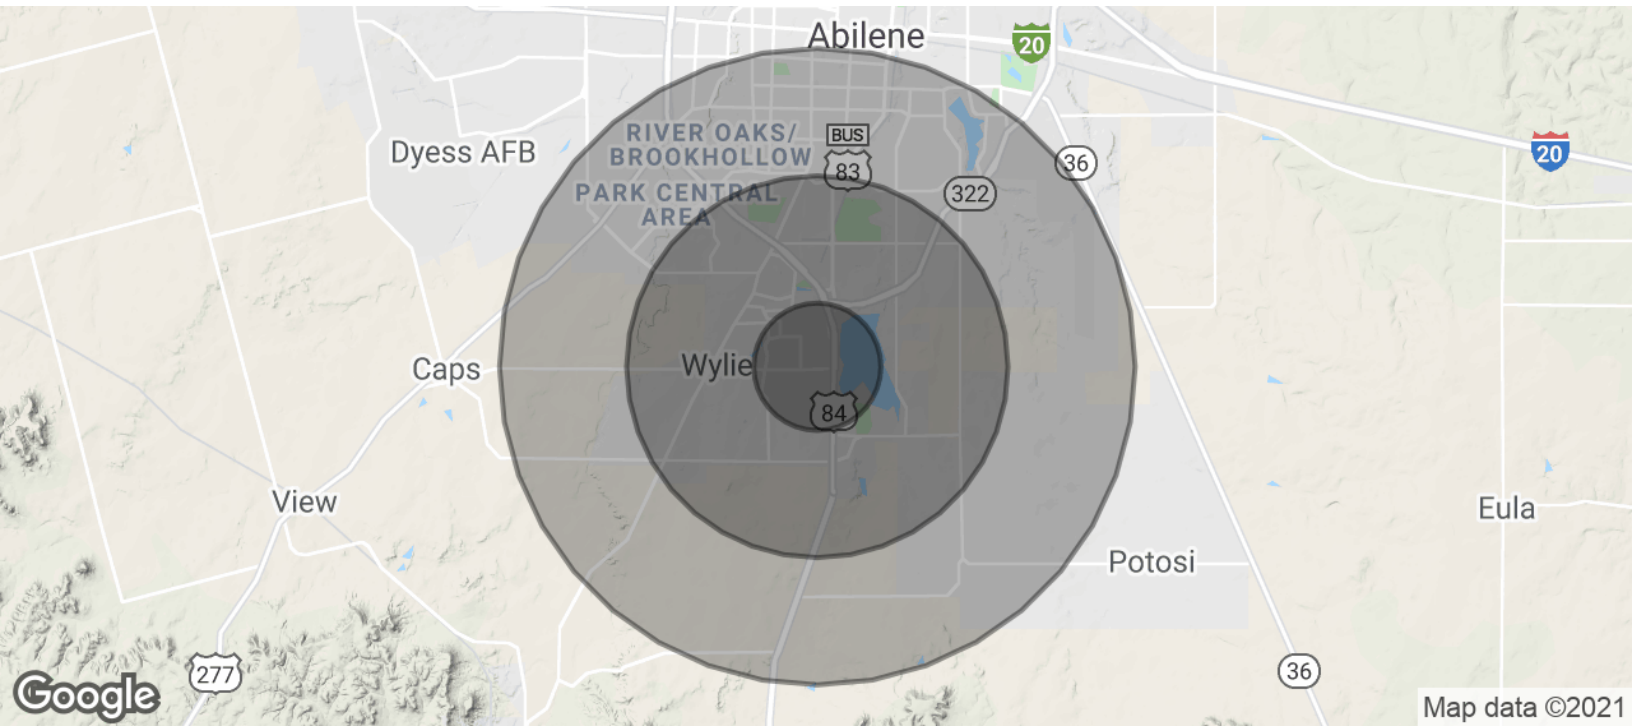 Abilene
20
BUS
83
RIVER OAKS/
BROOKHOLLOW
Dyess AFB
20
36
PARK CENTRAL
AREA
322
Caps
Wylie
84
View
Eula
Potosi
277
36
Google
Map data ©2021